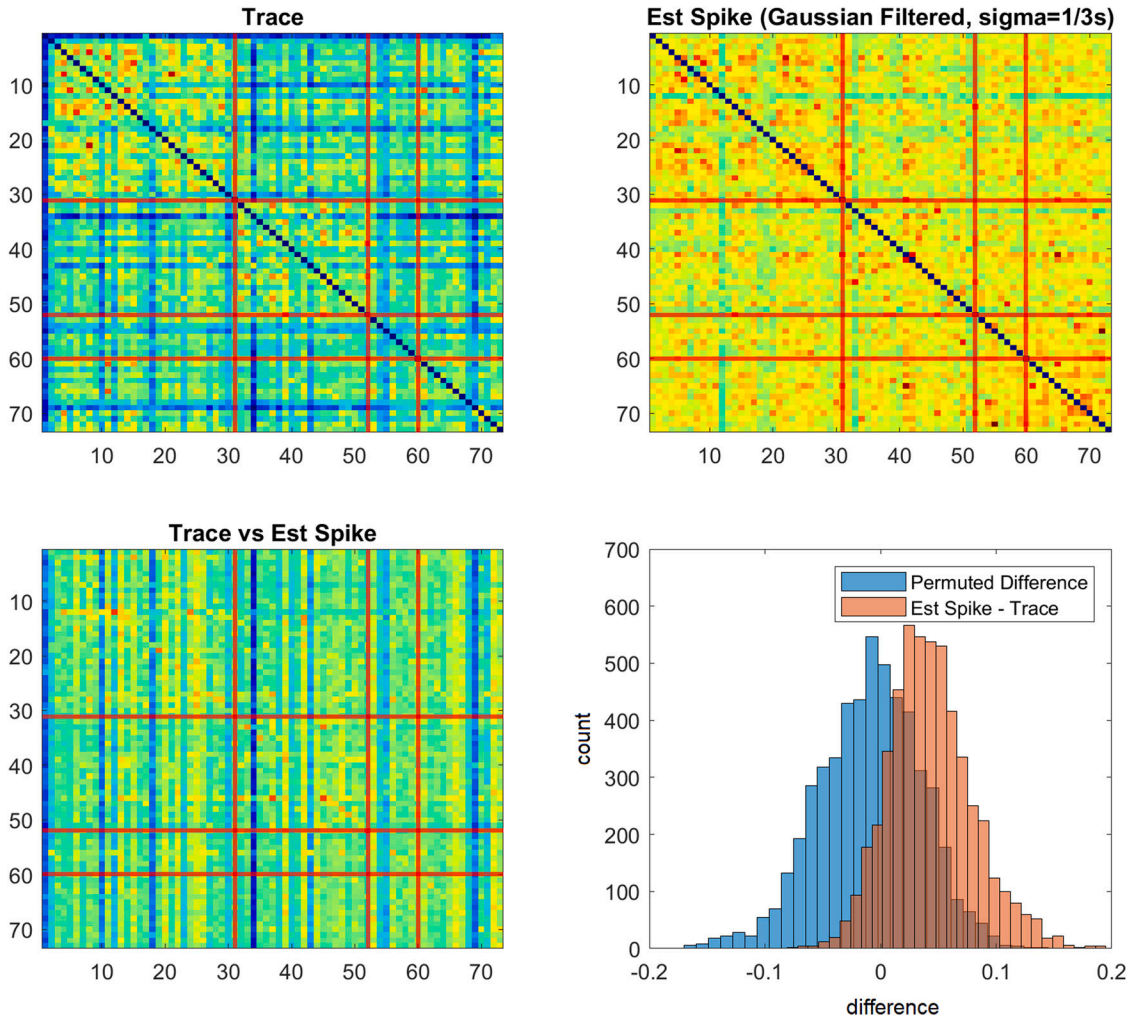 Trace
10
20
30
40
50
60
70
10 20 30 40 50 60 70
Est Spike (Gaussian Filtered, sigma=1/3s)
10
20
30
40
50
60
70
10 20 30 40 50 60 70
Trace vs Est Spike
10
20
30
40
50
60
70
10 20 30 40 50 60 70
Permuted Difference
Est Spike - Trace
700
600
500
400
300
200
100
0
count
-0.2 -0.1 0 0.1 0.2
difference